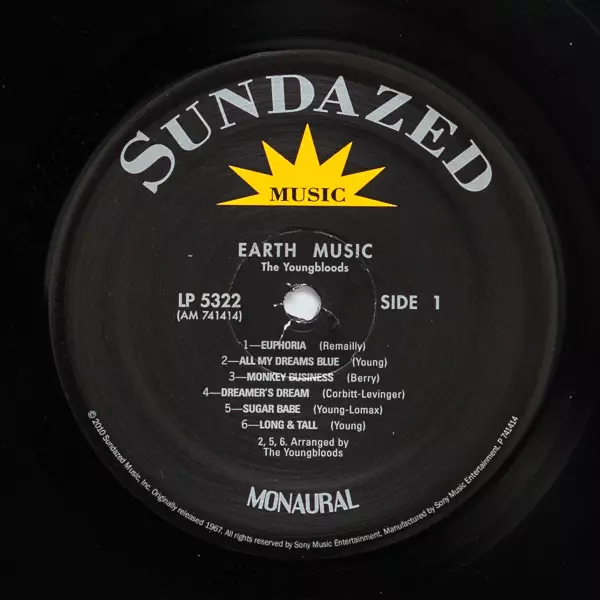 SUNDAZED
MUSIC
EARTH MUSIC
The Youngbloods
LP 5322
(AM 741414)
SIDE 1
1—EUPHORIA (Remailly)
2—ALL MY DREAMS BLUE (Young)
3—MONKEY BUSINESS (Berry)
4—DREAMER'S DREAM (Corbitt-Levinger)
5—SUGAR BABE (Young-Lomax)
6—LONG & TALL (Young)
2, 5, 6. Arranged by
The Youngbloods
MONAURAL
© 2010 Sundazed Music, Inc. Originally released 1967. All rights reserved by Sony Music Entertainment. Manufactured by Sony Music Entertainment. P 741414